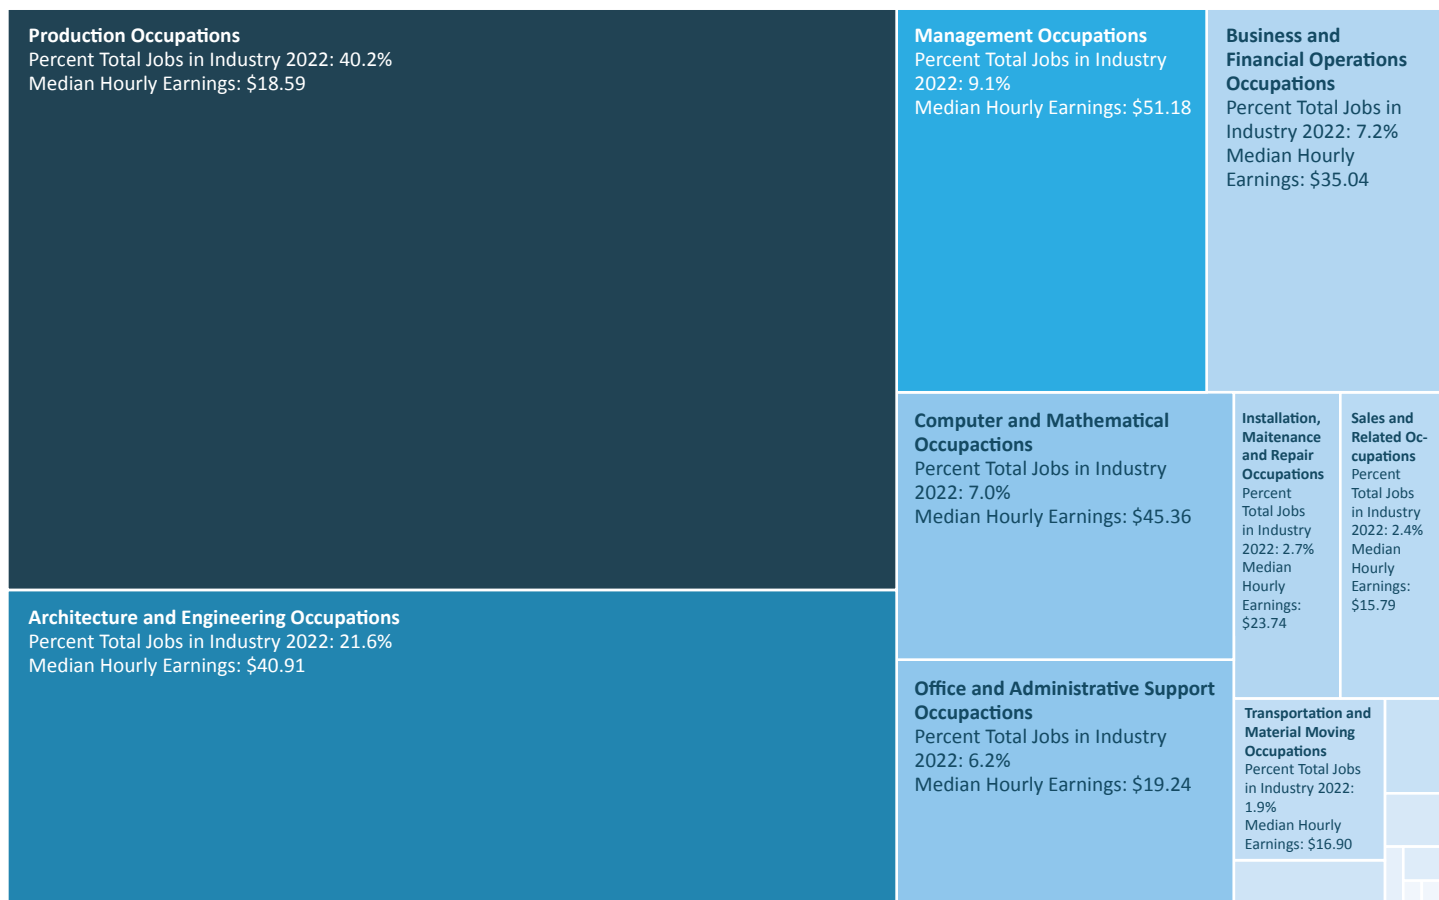 Production Occupations
Percent Total Jobs in Industry 2022: 40.2%
Median Hourly Earnings: $18.59
Architecture and Engineering Occupations
Percent Total Jobs in Industry 2022: 21.6%
Median Hourly Earnings: $40.91
Management Occupations
Percent Total Jobs in Industry
2022: 9.1%
Median Hourly Earnings: $51.18
Business and
Financial Operations
Occupations
Percent Total Jobs in
Industry 2022: 7.2%
Median Hourly
Earnings: $35.04
Computer and Mathematical
Occupactions
Percent Total Jobs in Industry
2022: 7.0%
Median Hourly Earnings: $45.36
Office and Administrative Support
Occupactions
Percent Total Jobs in Industry
2022: 6.2%
Median Hourly Earnings: $19.24
Installation,
Maitenance
and Repair
Occupations
Percent
Total Jobs
in Industry
2022: 2.7%
Median
Hourly
Earnings:
$23.74
Sales and
Related Oc-
cupations
Percent
Total Jobs
in Industry
2022: 2.4%
Median
Hourly
Earnings:
$15.79
Transportation and
Material Moving
Occupations
Percent Total Jobs
in Industry 2022:
1.9%
Median Hourly
Earnings: $16.90